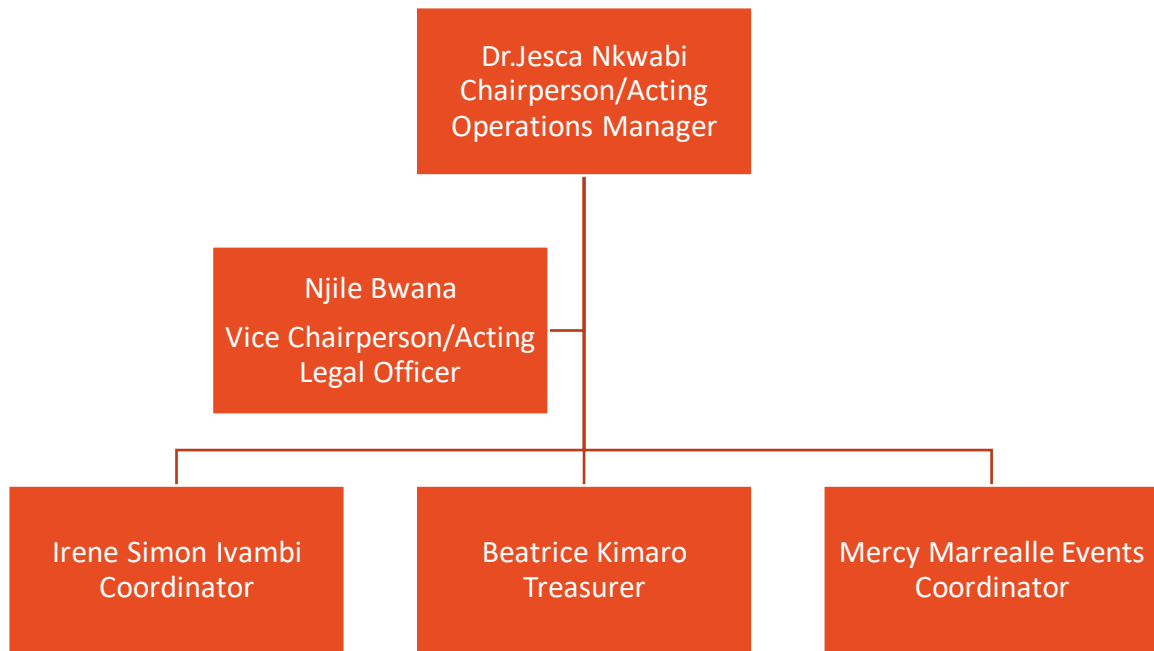 Dr.Jesca Nkwabi
Chairperson/Acting
Operations Manager
Njile Bwana
Vice Chairperson/Acting
Legal Officer
Irene Simon Ivambi
Coordinator
Beatrice Kimaro
Treasurer
Mercy Marrealle Events
Coordinator